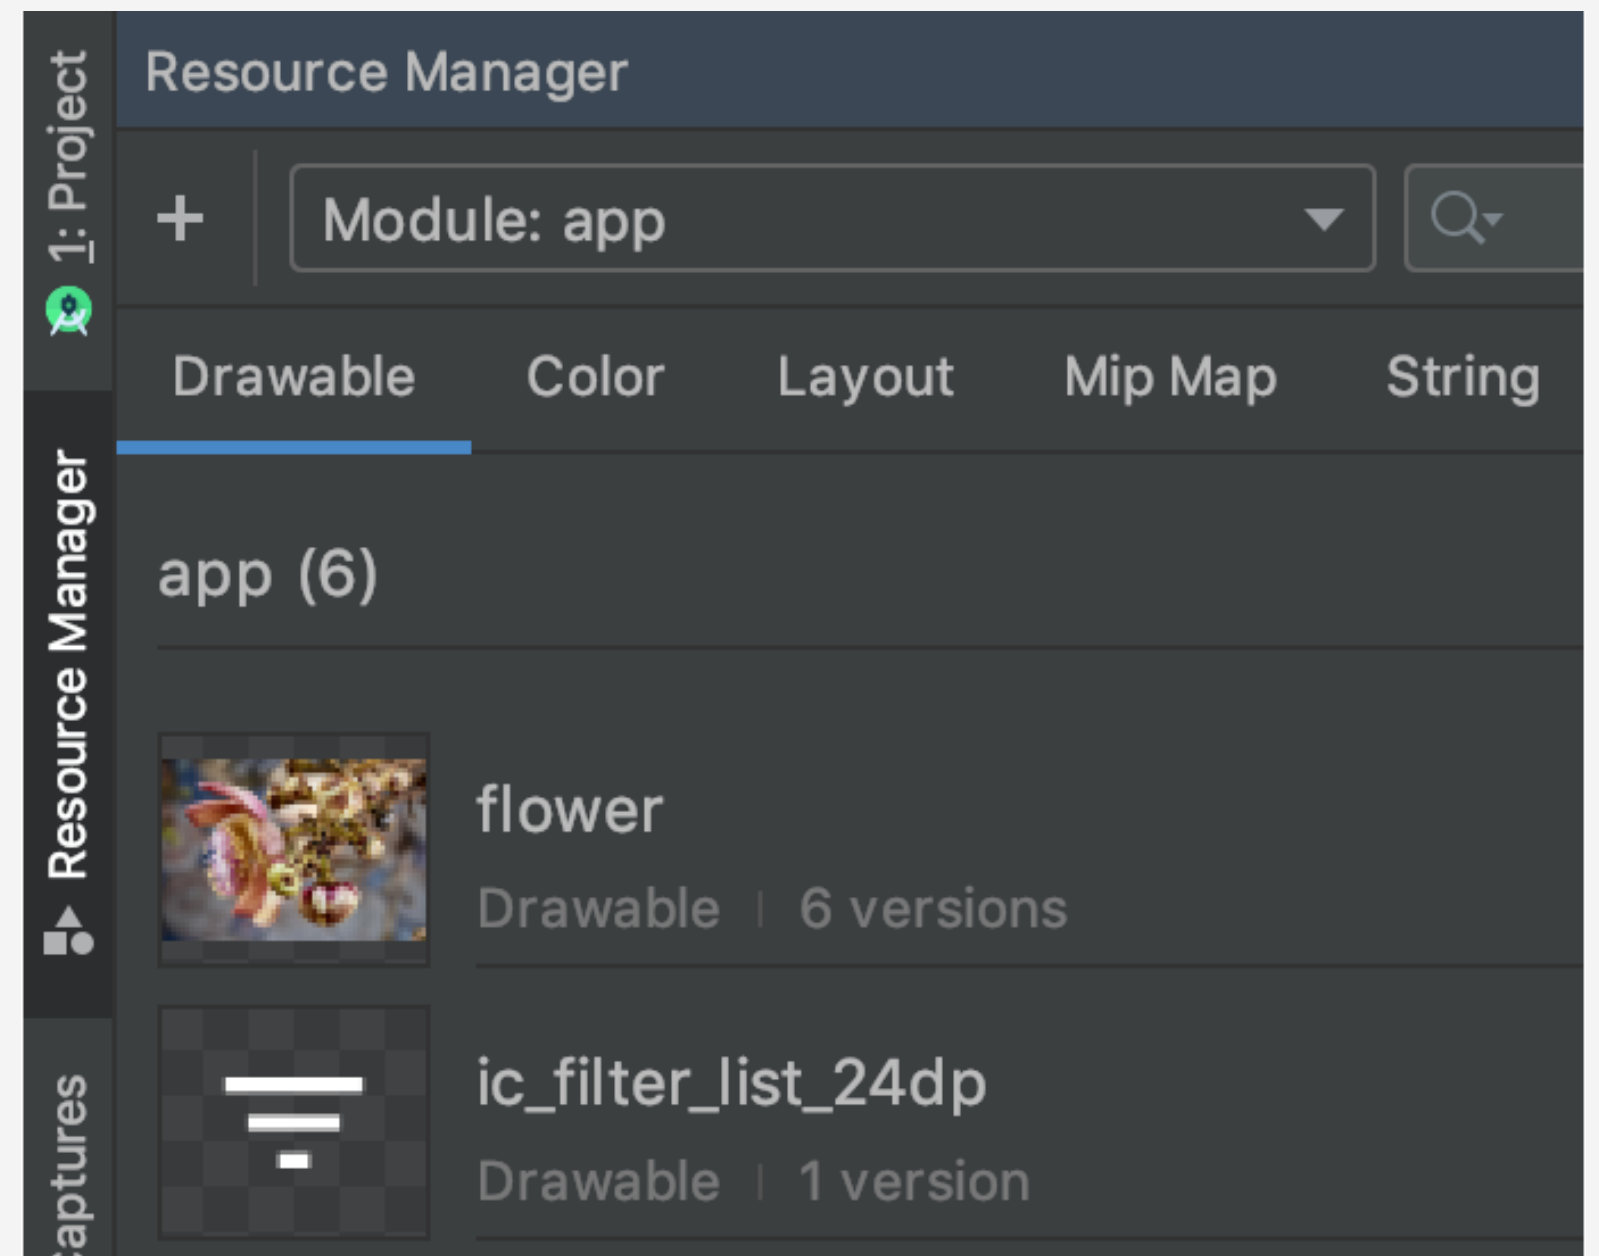 1: Project
Resource Manager
Resource Manager
Module: app
Drawable
Color
Layout
Mip Map
String
app (6)
flower
Drawable | 6 versions
ic_filter_list_24dp
Drawable | 1 version